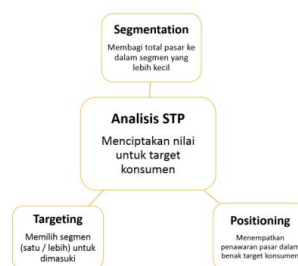 Segmentation
Membagi total pasar ke
dalam segmen yang
lebih kecil
Analisis STP
Menciptakan nilai
untuk target
konsumen
Targeting
Memilih segmen
(satu / lebih) untuk
dimasuki
Positioning
Menempatkan
penawaran pasar dalam
benak target konsumen